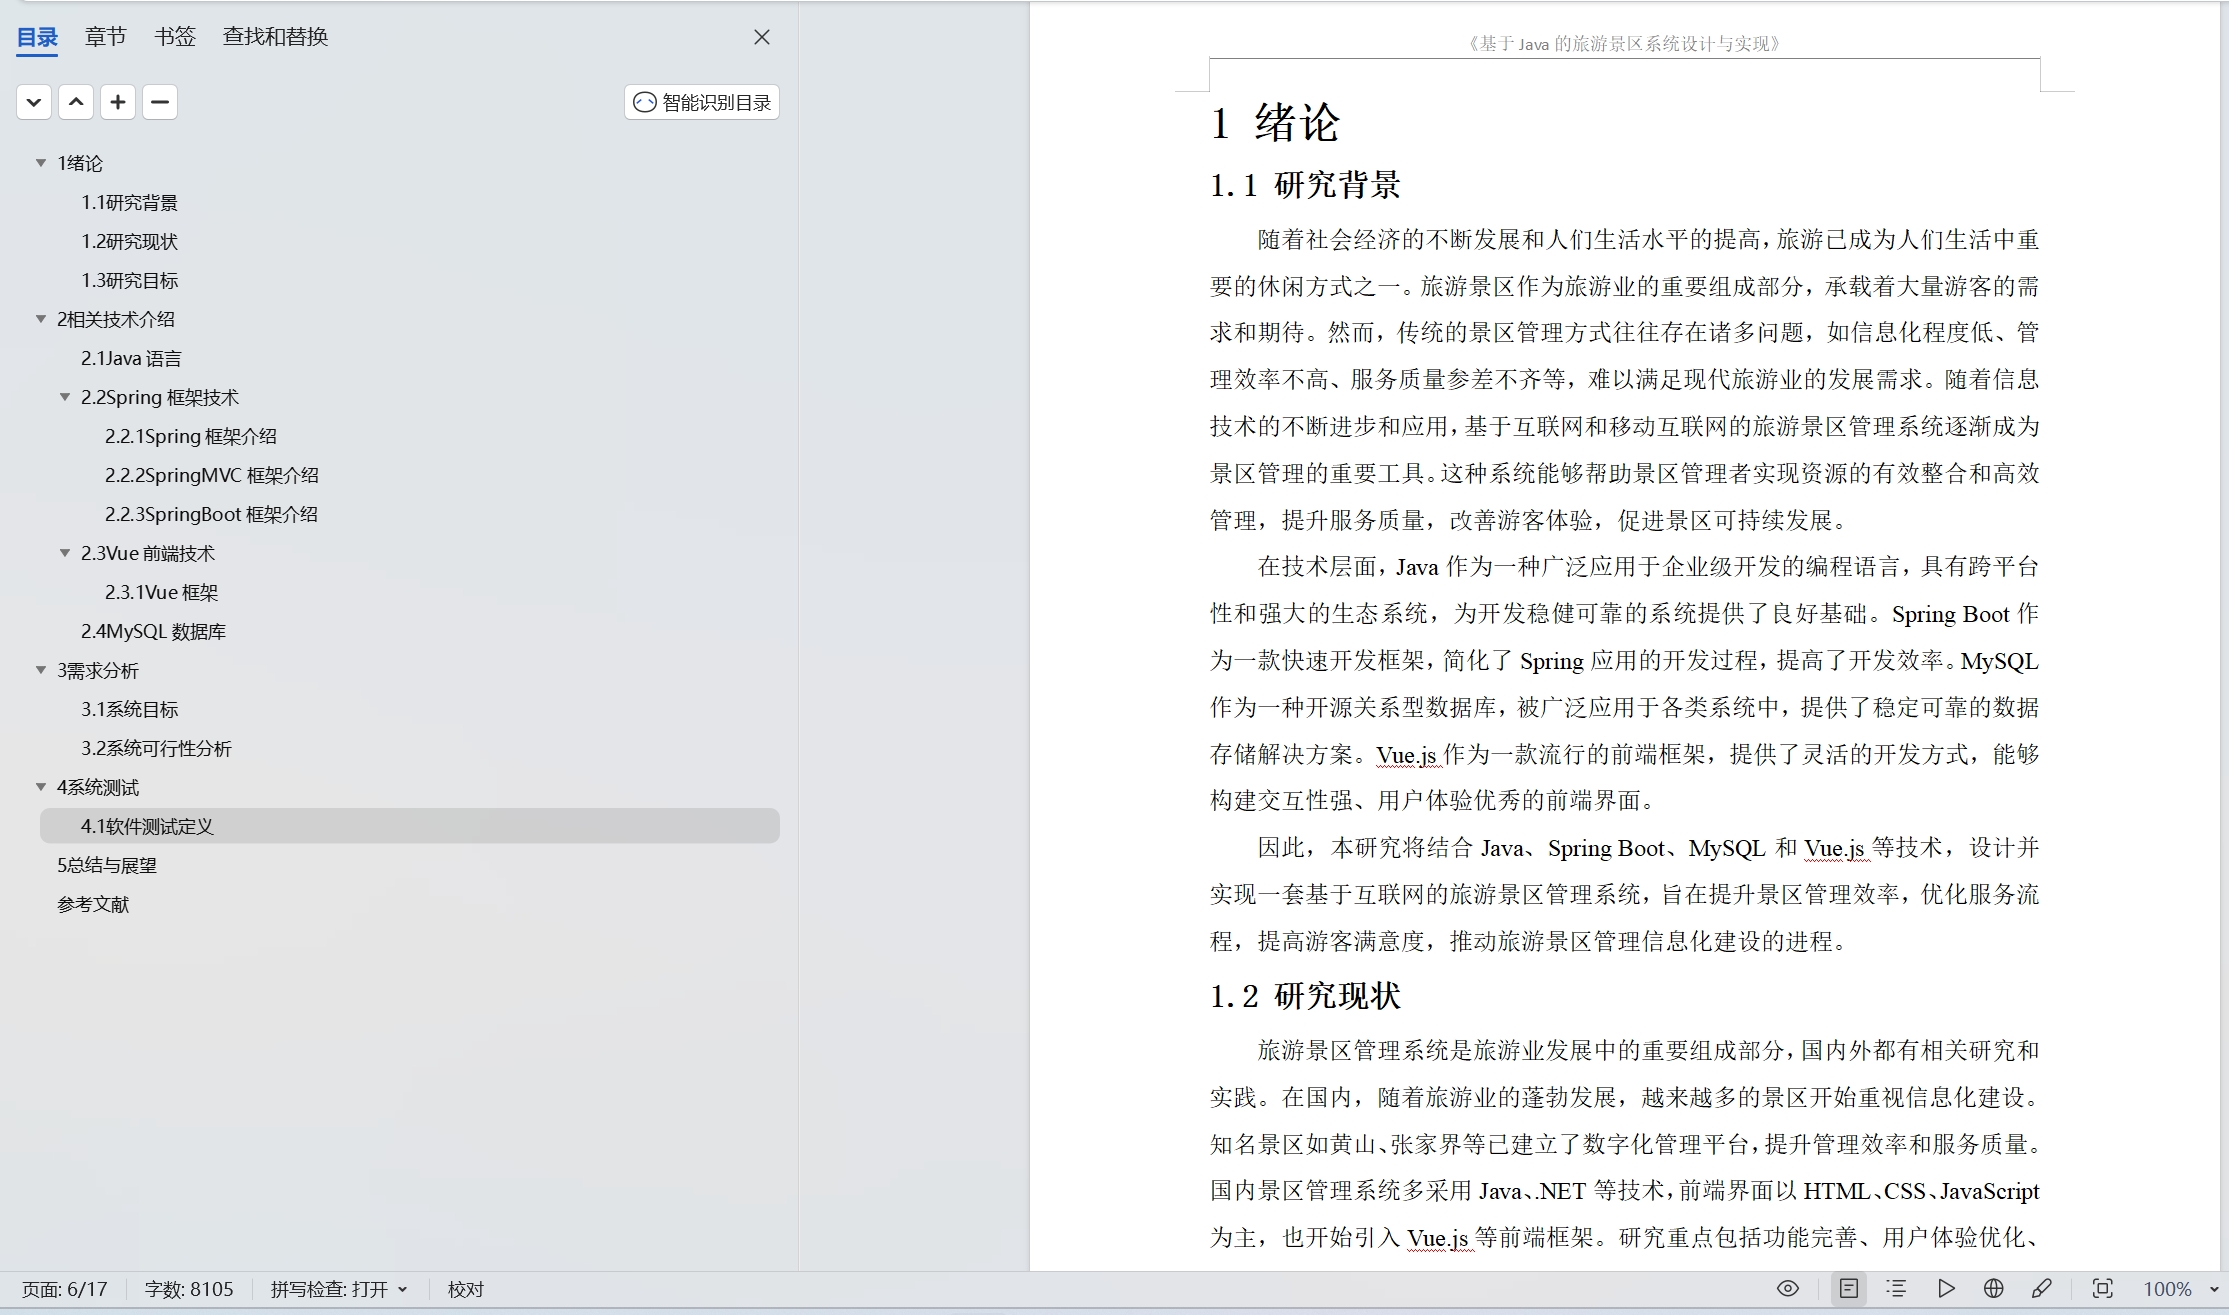 目录 章节 书签 查找和替换
智能识别目录
1绪论
1.1研究背景
1.2研究现状
1.3研究目标
2相关技术介绍
2.1Java 语言
2.2Spring 框架技术
2.2.1Spring 框架介绍
2.2.2SpringMVC 框架介绍
2.2.3SpringBoot 框架介绍
2.3Vue 前端技术
2.3.1Vue 框架
2.4MySQL 数据库
3需求分析
3.1系统目标
3.2系统可行性分析
4系统测试
4.1软件测试定义
5总结与展望
参考文献
《基于 Java 的旅游景区系统设计与实现》
1 绪论
1.1 研究背景
随着社会经济的不断发展和人们生活水平的提高，旅游已成为人们生活中重
要的休闲方式之一。旅游景区作为旅游业的重要组成部分，承载着大量游客的需
求和期待。然而，传统的景区管理方式往往存在诸多问题，如信息化程度低、管
理效率不高、服务质量参差不齐等，难以满足现代旅游业的发展需求。随着信息
技术的不断进步和应用，基于互联网和移动互联网的旅游景区管理系统逐渐成为
景区管理的重要工具。这种系统能够帮助景区管理者实现资源的有效整合和高效
管理，提升服务质量，改善游客体验，促进景区可持续发展。
在技术层面，Java 作为一种广泛应用于企业级开发的编程语言，具有跨平台
性和强大的生态系统，为开发稳健可靠的系统提供了良好基础。Spring Boot 作
为一款快速开发框架，简化了 Spring 应用的开发过程，提高了开发效率。MySQL
作为一种开源关系型数据库，被广泛应用于各类系统中，提供了稳定可靠的数据
存储解决方案。Vue.js 作为一款流行的前端框架，提供了灵活的开发方式，能够
构建交互性强、用户体验优秀的前端界面。
因此，本研究将结合 Java、Spring Boot、MySQL 和 Vue.js 等技术，设计并
实现一套基于互联网的旅游景区管理系统，旨在提升景区管理效率，优化服务流
程，提高游客满意度，推动旅游景区管理信息化建设的进程。
1.2 研究现状
旅游景区管理系统是旅游业发展中的重要组成部分，国内外都有相关研究和
实践。在国内，随着旅游业的蓬勃发展，越来越多的景区开始重视信息化建设。
知名景区如黄山、张家界等已建立了数字化管理平台，提升管理效率和服务质量。
国内景区管理系统多采用 Java、.NET 等技术，前端界面以 HTML、CSS、JavaScript
为主，也开始引入 Vue.js 等前端框架。研究重点包括功能完善、用户体验优化、
页面: 6/17 字数: 8105 拼写检查: 打开 校对 100%